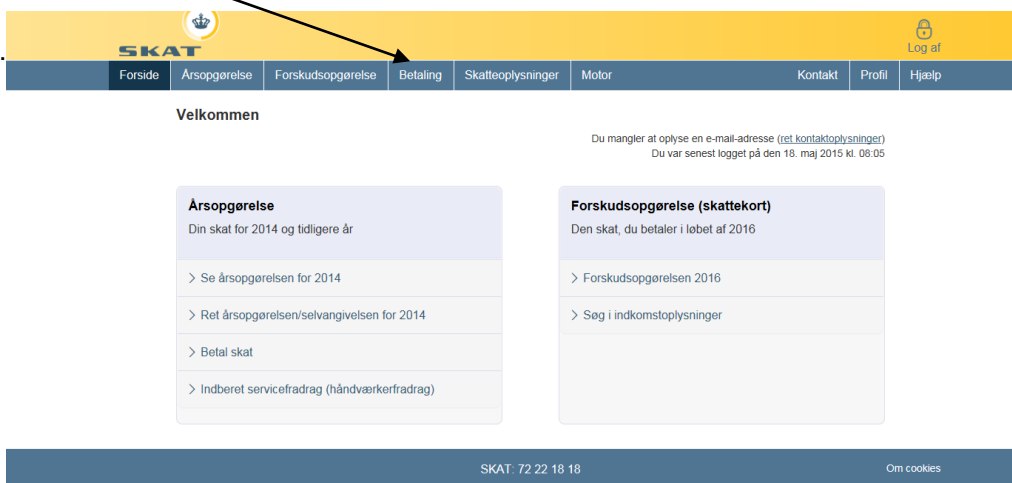 SKAT
Log af
Forside Årsopgørelse Forskudsopgørelse Betaling Skatteoplysninger Motor Kontakt Profil Hjælp
Velkommen
Du mangler at oplyse en e-mail-adresse (ret kontaktoplysninger)
Du var senest logget på den 18. maj 2015 kl. 08:05
Årsopgørelse
Din skat for 2014 og tidligere år
> Se årsopgørelsen for 2014
> Ret årsopgørelsen/selvangivelsen for 2014
> Betal skat
> Indberet servicefradrag (håndværkerfradrag)
Forskudsopgørelse (skattekort)
Den skat, du betaler i løbet af 2016
> Forskudsopgørelsen 2016
> Søg i indkomstoplysninger
SKAT: 72 22 18 18
Om cookies